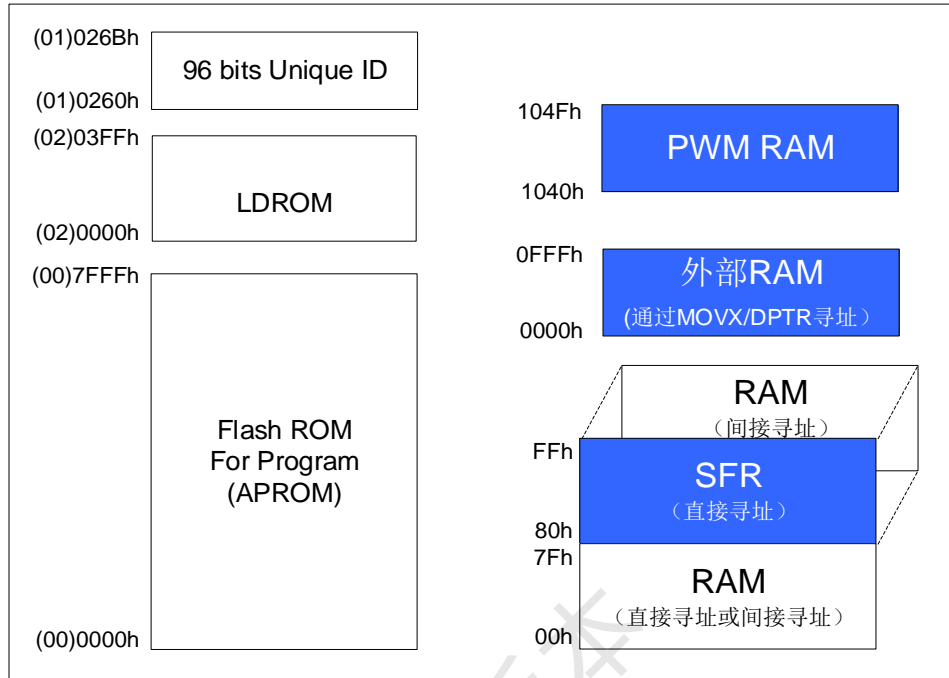 (01)026Bh
96 bits Unique ID
(01)0260h
(02)03FFh
LDROM
(02)0000h
(00)7FFFh
Flash ROM
For Program
(APROM)
(00)0000h
104Fh
PWM RAM
1040h
0FFFh
外部RAM
(通过MOVX/DPTR寻址）
0000h
RAM
（间接寻址）
FFh
SFR
（直接寻址）
80h
7Fh
RAM
（直接寻址或间接寻址）
00h
本